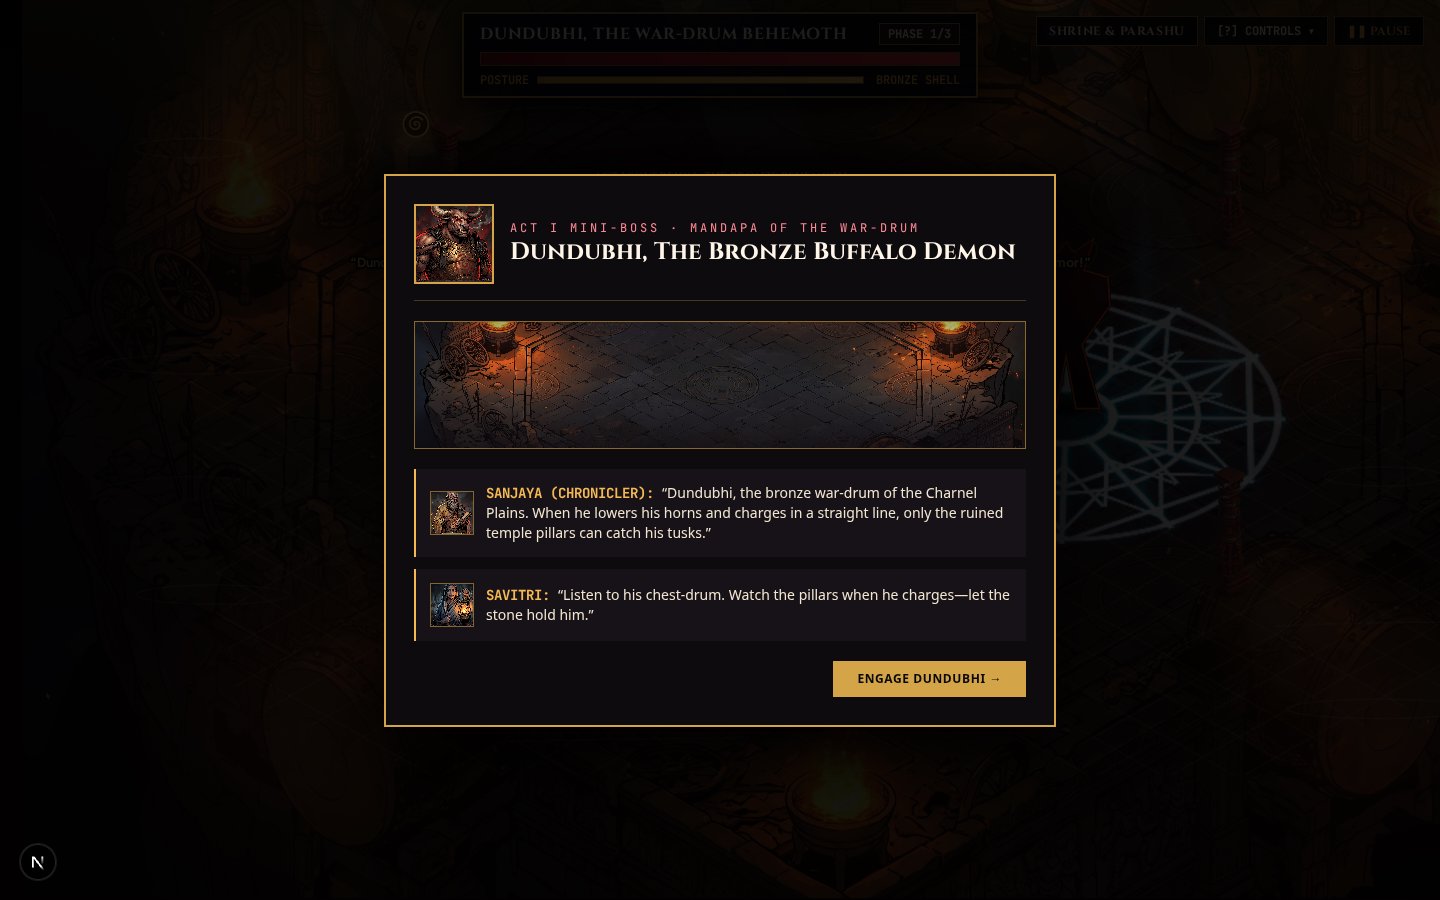 DUNDUBHI, THE WAR-DRUM BEHEMOTH
PHASE 1/3
POSTURE
BRONZE SHELL
SHRINE & PARASHU
[?] CONTROLS ▾
❚❚ PAUSE
ACT I MINI-BOSS · MANDAPA OF THE WAR-DRUM
DUNDUBHI, THE BRONZE BUFFALO DEMON
SANJAYA (CHRONICLER): “Dundubhi, the bronze war-drum of the Charnel
Plains. When he lowers his horns and charges in a straight line, only the ruined
temple pillars can catch his tusks.”
SAVITRI: “Listen to his chest-drum. Watch the pillars when he charges—let the
stone hold him.”
ENGAGE DUNDUBHI →
N